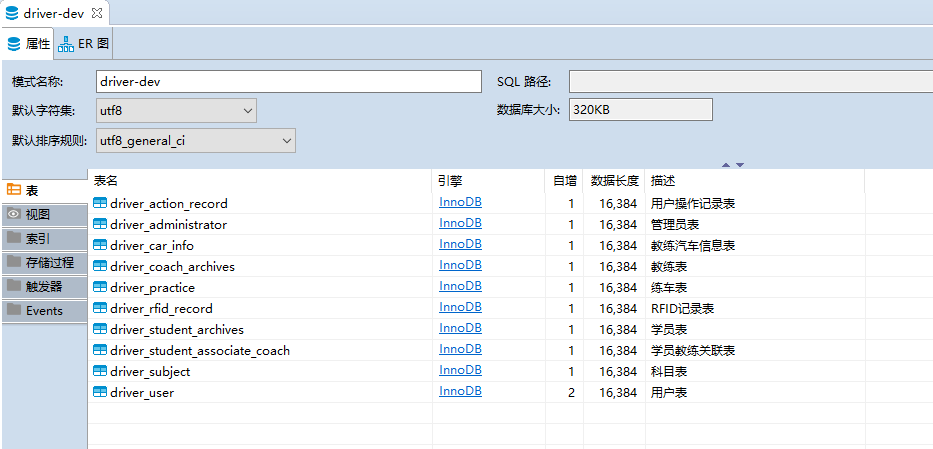 driver-dev
属性 ER 图
模式名称: driver-dev SQL 路径:
默认字符集: utf8 数据库大小: 320KB
默认排序规则: utf8_general_ci
表
视图
索引
存储过程
触发器
Events
表名 引擎 自增 数据长度 描述
driver_action_record InnoDB 1 16,384 用户操作记录表
driver_administrator InnoDB 1 16,384 管理员表
driver_car_info InnoDB 1 16,384 教练汽车信息表
driver_coach_archives InnoDB 1 16,384 教练表
driver_practice InnoDB 1 16,384 练车表
driver_rfid_record InnoDB 1 16,384 RFID记录表
driver_student_archives InnoDB 1 16,384 学员表
driver_student_associate_coach InnoDB 1 16,384 学员教练关联表
driver_subject InnoDB 1 16,384 科目表
driver_user InnoDB 2 16,384 用户表